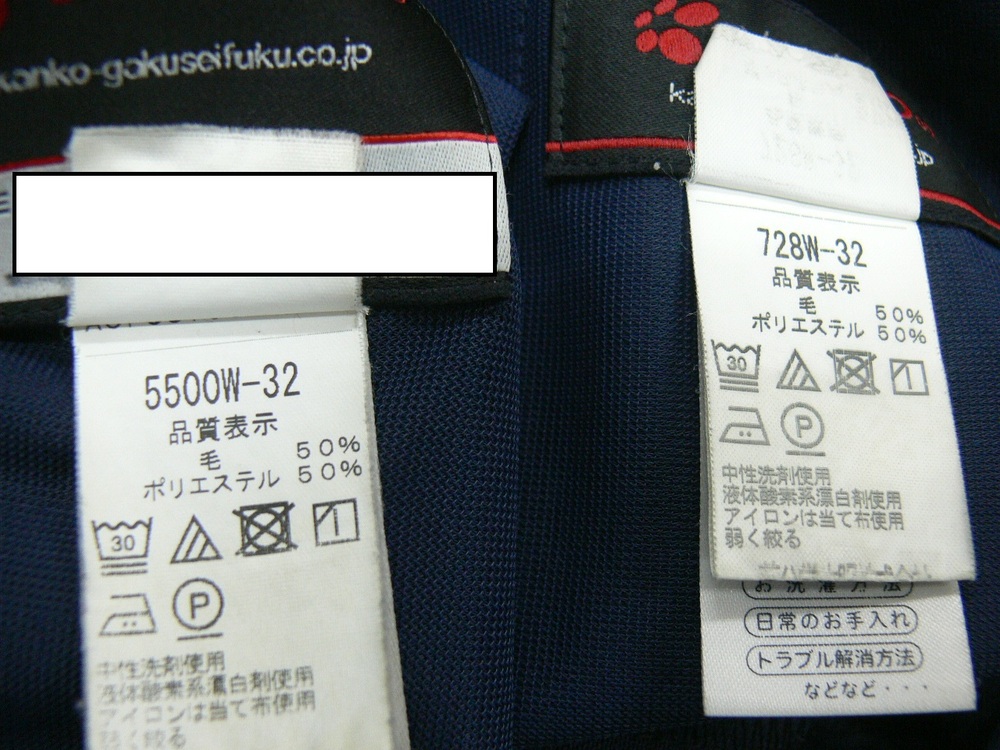 kanko-gakuseifuku.co.jp
5500W-32
品質表示
毛 50%
ポリエステル 50%
30
P
中性洗剤使用
液体酸素系漂白剤使用
アイロンは当て布使用
弱く絞る
728W-32
品質表示
毛 50%
ポリエステル 50%
30
P
中性洗剤使用
液体酸素系漂白剤使用
アイロンは当て布使用
弱く絞る
お洗濯方法
日常のお手入れ
トラブル解消方法
などなど・・・